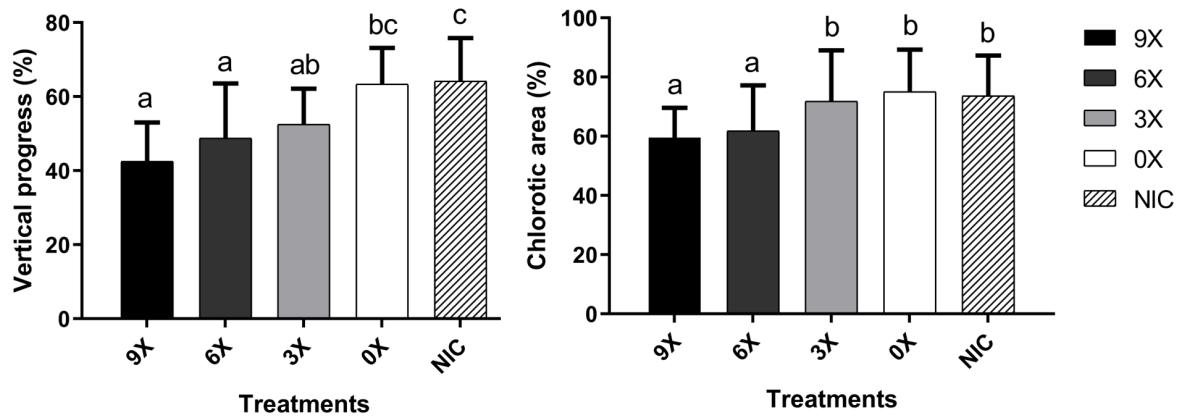 Vertical progress (%)
80
60
40
20
0
a
a
ab
bc
c
9X
6X
3X
0X
NIC
Treatments
Chlorotic area (%)
100
80
60
40
20
0
a
a
b
b
b
9X
6X
3X
0X
NIC
Treatments
9X
6X
3X
0X
NIC